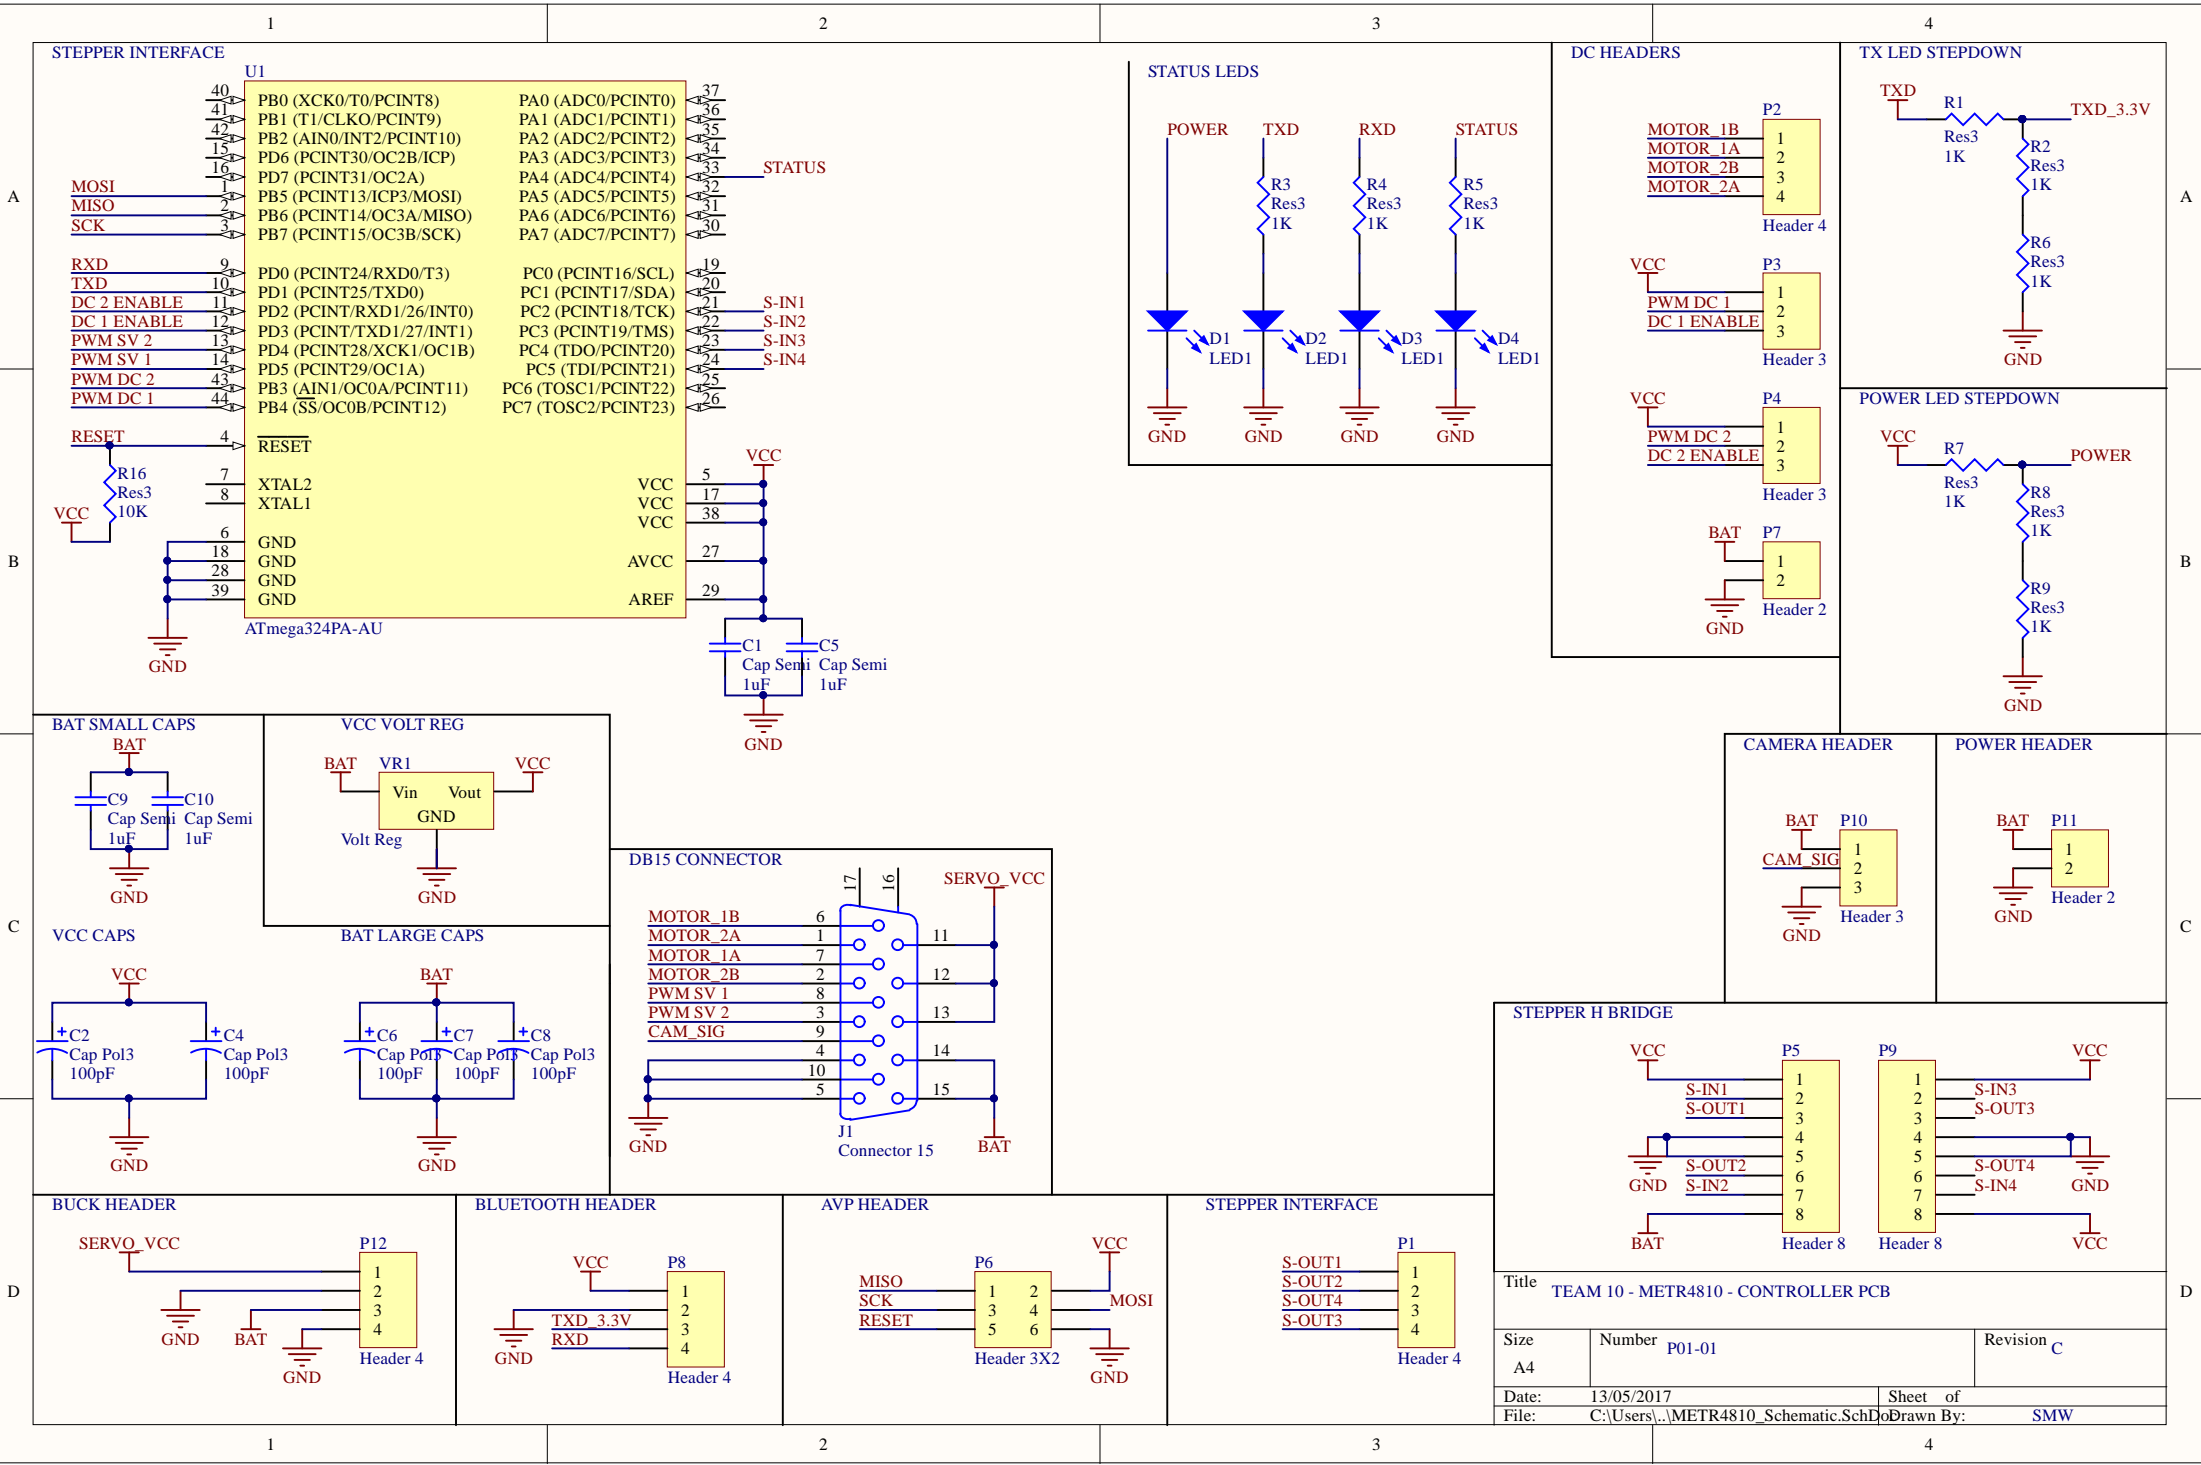 1 2 3 4
STEPPER INTERFACE
U1
40 PB0 (XCK0/T0/PCINT8) PA0 (ADC0/PCINT0) 37
41 PB1 (T1/CLKO/PCINT9) PA1 (ADC1/PCINT1) 36
42 PB2 (AIN0/INT2/PCINT10) PA2 (ADC2/PCINT2) 35
15 PD6 (PCINT30/OC2B/ICP) PA3 (ADC3/PCINT3) 34
16 PD7 (PCINT31/OC2A) PA4 (ADC4/PCINT4) 33 STATUS
MOSI 1 PB5 (PCINT13/ICP3/MOSI) PA5 (ADC5/PCINT5) 32
MISO 2 PB6 (PCINT14/OC3A/MISO) PA6 (ADC6/PCINT6) 31
SCK 3 PB7 (PCINT15/OC3B/SCK) PA7 (ADC7/PCINT7) 30
RXD 9 PD0 (PCINT24/RXD0/T3) PC0 (PCINT16/SCL) 19
TXD 10 PD1 (PCINT25/TXD0) PC1 (PCINT17/SDA) 20
DC 2 ENABLE 11 PD2 (PCINT/RXD1/26/INT0) PC2 (PCINT18/TCK) 21 S-IN1
DC 1 ENABLE 12 PD3 (PCINT/TXD1/27/INT1) PC3 (PCINT19/TMS) 22 S-IN2
PWM SV 2 13 PD4 (PCINT28/XCK1/OC1B) PC4 (TDO/PCINT20) 23 S-IN3
PWM SV 1 14 PD5 (PCINT29/OC1A) PC5 (TDI/PCINT21) 24 S-IN4
PWM DC 2 43 PB3 (AIN1/OC0A/PCINT11) PC6 (TOSC1/PCINT22) 25
PWM DC 1 44 PB4 (SS/OC0B/PCINT12) PC7 (TOSC2/PCINT23) 26
RESET 4 RESET
R16
Res3
10K
VCC
7 XTAL2 VCC 5 VCC
8 XTAL1 VCC 17
VCC 38
6 GND
18 GND AVCC 27
28 GND
39 GND AREF 29
GND
ATmega324PA-AU
C1
Cap Semi
1uF
C5
Cap Semi
1uF
GND
STATUS LEDS
POWER TXD RXD STATUS
R3 R4 R5
Res3 Res3 Res3
1K 1K 1K
D1 D2 D3 D4
LED1 LED1 LED1 LED1
GND GND GND GND
DC HEADERS
P2
MOTOR_1B 1
MOTOR_1A 2
MOTOR_2B 3
MOTOR_2A 4
Header 4
VCC P3
1
PWM DC 1 2
DC 1 ENABLE 3
Header 3
VCC P4
1
PWM DC 2 2
DC 2 ENABLE 3
Header 3
BAT P7
1
2
GND Header 2
TX LED STEPDOWN
TXD R1 TXD_3.3V
Res3
1K
R2
Res3
1K
R6
Res3
1K
GND
POWER LED STEPDOWN
VCC R7 POWER
Res3
1K
R8
Res3
1K
R9
Res3
1K
GND
A A
B B
BAT SMALL CAPS
BAT
C9 C10
Cap Semi Cap Semi
1uF 1uF
GND
VCC VOLT REG
BAT VR1 VCC
Vin Vout
GND
Volt Reg
GND
VCC CAPS
VCC
C2 C4
Cap Pol3 Cap Pol3
100pF 100pF
GND
BAT LARGE CAPS
BAT
C6 C7 C8
Cap Pol3 Cap Pol3 Cap Pol3
100pF 100pF 100pF
GND
DB15 CONNECTOR
17 16 SERVO_VCC
MOTOR_1B 6
MOTOR_2A 1 11
MOTOR_1A 7
MOTOR_2B 2 12
PWM SV 1 8
PWM SV 2 3 13
CAM_SIG 9
4 14
10
5 15
GND J1 BAT
Connector 15
CAMERA HEADER
BAT P10
1
CAM_SIG 2
3
GND Header 3
POWER HEADER
BAT P11
1
2
GND Header 2
C C
STEPPER H BRIDGE
VCC P5 P9 VCC
1 1
S-IN1 2 2 S-IN3
S-OUT1 3 3 S-OUT3
4 4
5 5
S-OUT2 6 6 S-OUT4
GND S-IN2 7 7 S-IN4 GND
8 8
BAT Header 8 Header 8 VCC
BUCK HEADER
SERVO_VCC P12
1
2
3
4
GND BAT
GND Header 4
BLUETOOTH HEADER
VCC P8
1
2
TXD_3.3V 3
RXD 4
GND
Header 4
AVP HEADER
P6 VCC
MISO 1 2
SCK 3 4 MOSI
RESET 5 6
Header 3X2 GND
STEPPER INTERFACE
P1
S-OUT1 1
S-OUT2 2
S-OUT4 3
S-OUT3 4
Header 4
D D
Title TEAM 10 - METR4810 - CONTROLLER PCB
Size Number P01-01 Revision C
A4
Date: 13/05/2017 Sheet of
File: C:\Users\..\METR4810_Schematic.SchDoc Drawn By: SMW
1 2 3 4